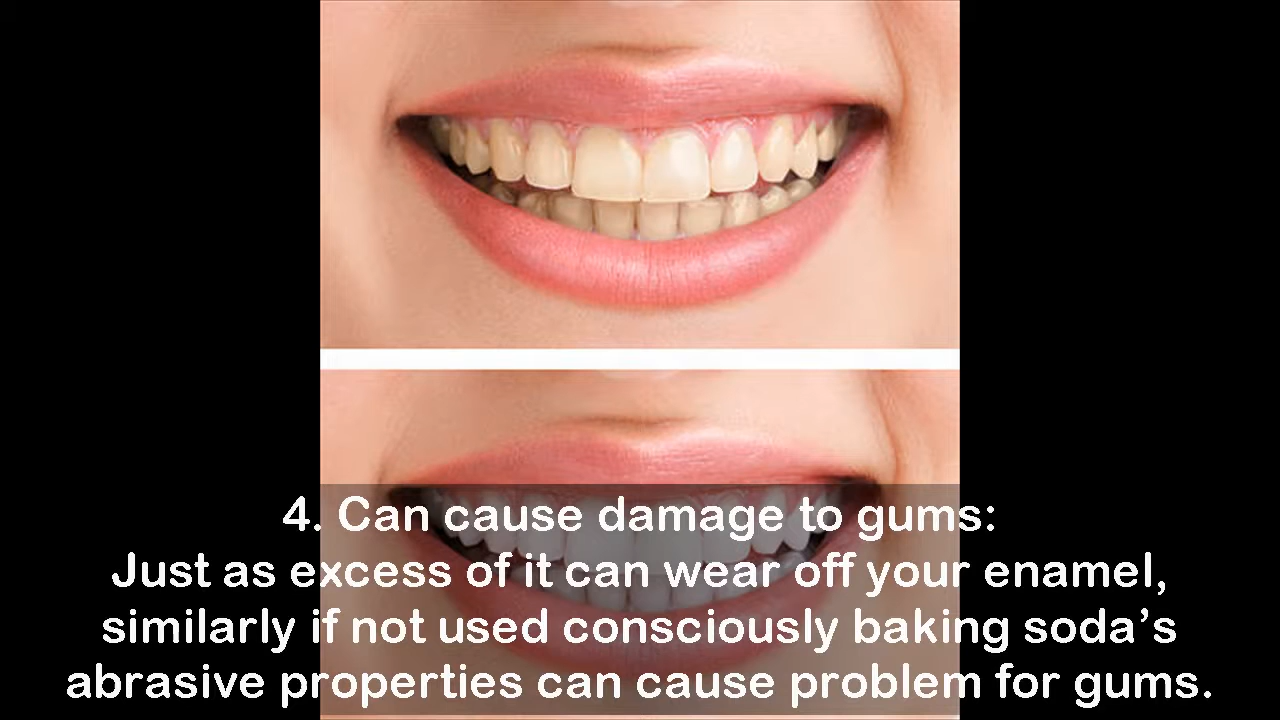 4. Can cause damage to gums:
Just as excess of it can wear off your enamel,
similarly if not used consciously baking soda’s
abrasive properties can cause problem for gums.